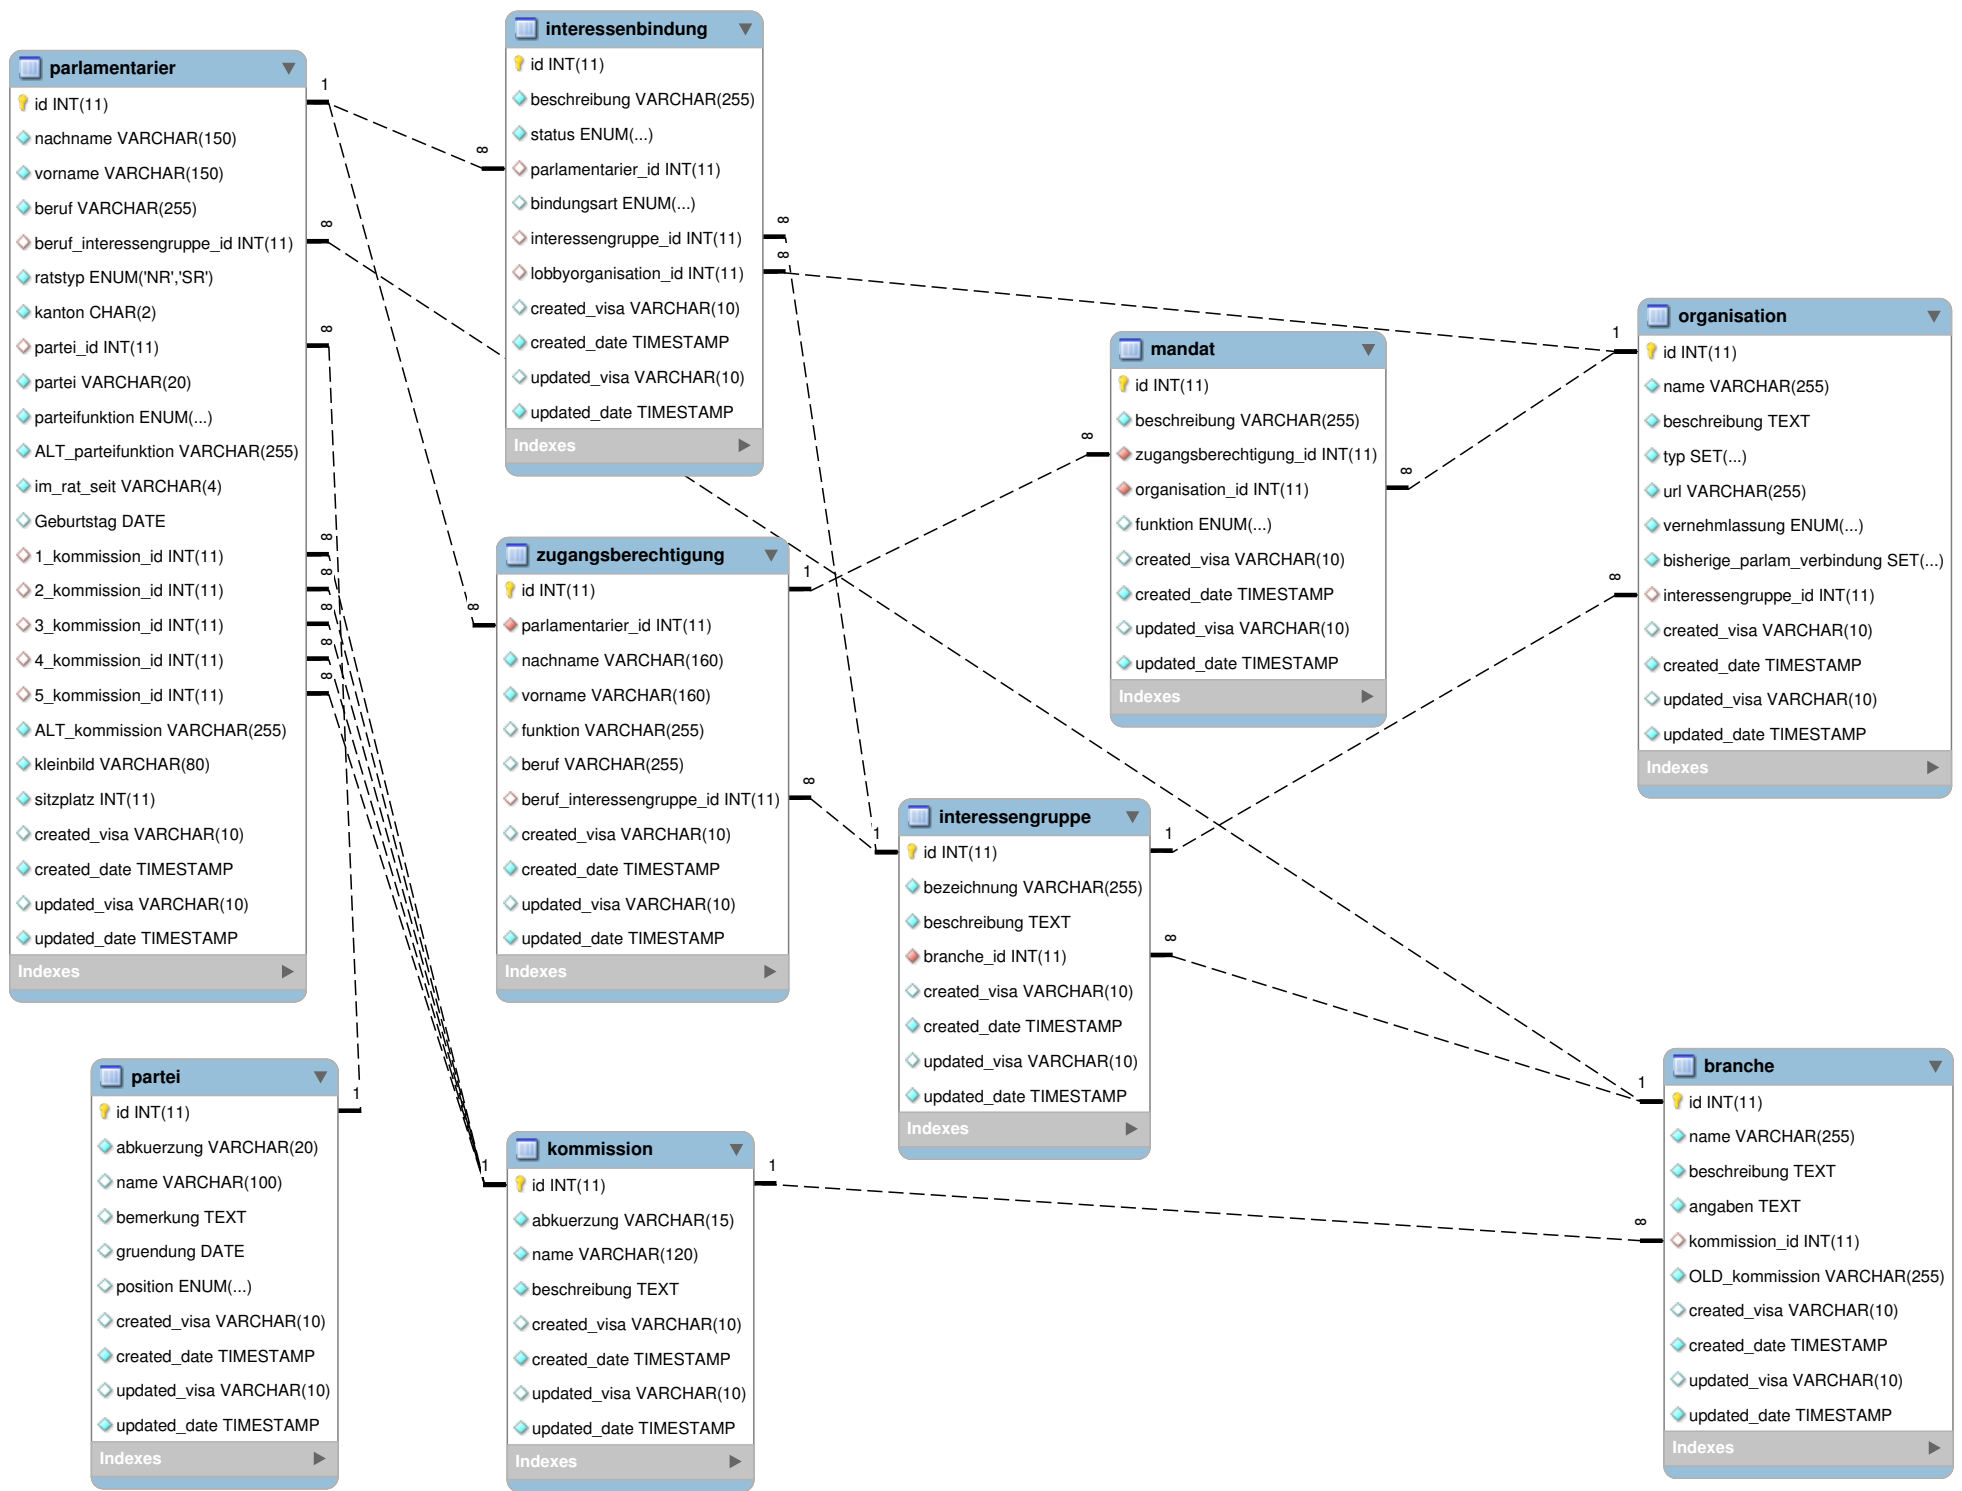 parlamentarier
id INT(11)
nachname VARCHAR(150)
vorname VARCHAR(150)
beruf VARCHAR(255)
beruf_interessengruppe_id INT(11)
ratstyp ENUM('NR','SR')
kanton CHAR(2)
partei_id INT(11)
partei VARCHAR(20)
parteifunktion ENUM(...)
ALT_parteifunktion VARCHAR(255)
im_rat_seit VARCHAR(4)
Geburtstag DATE
1_kommission_id INT(11)
2_kommission_id INT(11)
3_kommission_id INT(11)
4_kommission_id INT(11)
5_kommission_id INT(11)
ALT_kommission VARCHAR(255)
kleinbild VARCHAR(80)
sitzplatz INT(11)
created_visa VARCHAR(10)
created_date TIMESTAMP
updated_visa VARCHAR(10)
updated_date TIMESTAMP
Indexes
1
∞
∞
∞
∞
∞
∞
∞
partei
id INT(11)
abkuerzung VARCHAR(20)
name VARCHAR(100)
bemerkung TEXT
gruendung DATE
position ENUM(...)
created_visa VARCHAR(10)
created_date TIMESTAMP
updated_visa VARCHAR(10)
updated_date TIMESTAMP
Indexes
1
interessenbindung
id INT(11)
beschreibung VARCHAR(255)
status ENUM(...)
parlamentarier_id INT(11)
bindungsart ENUM(...)
interessengruppe_id INT(11)
lobbyorganisation_id INT(11)
created_visa VARCHAR(10)
created_date TIMESTAMP
updated_visa VARCHAR(10)
updated_date TIMESTAMP
Indexes
∞
∞
∞
zugangsberechtigung
id INT(11)
parlamentarier_id INT(11)
nachname VARCHAR(160)
vorname VARCHAR(160)
funktion VARCHAR(255)
beruf VARCHAR(255)
beruf_interessengruppe_id INT(11)
created_visa VARCHAR(10)
created_date TIMESTAMP
updated_visa VARCHAR(10)
updated_date TIMESTAMP
Indexes
∞
1
∞
kommission
id INT(11)
abkuerzung VARCHAR(15)
name VARCHAR(120)
beschreibung TEXT
created_visa VARCHAR(10)
created_date TIMESTAMP
updated_visa VARCHAR(10)
updated_date TIMESTAMP
Indexes
1
1
mandat
id INT(11)
beschreibung VARCHAR(255)
zugangsberechtigung_id INT(11)
organisation_id INT(11)
funktion ENUM(...)
created_visa VARCHAR(10)
created_date TIMESTAMP
updated_visa VARCHAR(10)
updated_date TIMESTAMP
Indexes
∞
∞
interessengruppe
id INT(11)
bezeichnung VARCHAR(255)
beschreibung TEXT
branche_id INT(11)
created_visa VARCHAR(10)
created_date TIMESTAMP
updated_visa VARCHAR(10)
updated_date TIMESTAMP
Indexes
1
1
∞
organisation
id INT(11)
name VARCHAR(255)
beschreibung TEXT
typ SET(...)
url VARCHAR(255)
vernehmlassung ENUM(...)
bisherige_parlam_verbindung SET(...)
interessengruppe_id INT(11)
created_visa VARCHAR(10)
created_date TIMESTAMP
updated_visa VARCHAR(10)
updated_date TIMESTAMP
Indexes
1
∞
branche
id INT(11)
name VARCHAR(255)
beschreibung TEXT
angaben TEXT
kommission_id INT(11)
OLD_kommission VARCHAR(255)
created_visa VARCHAR(10)
created_date TIMESTAMP
updated_visa VARCHAR(10)
updated_date TIMESTAMP
Indexes
1
∞